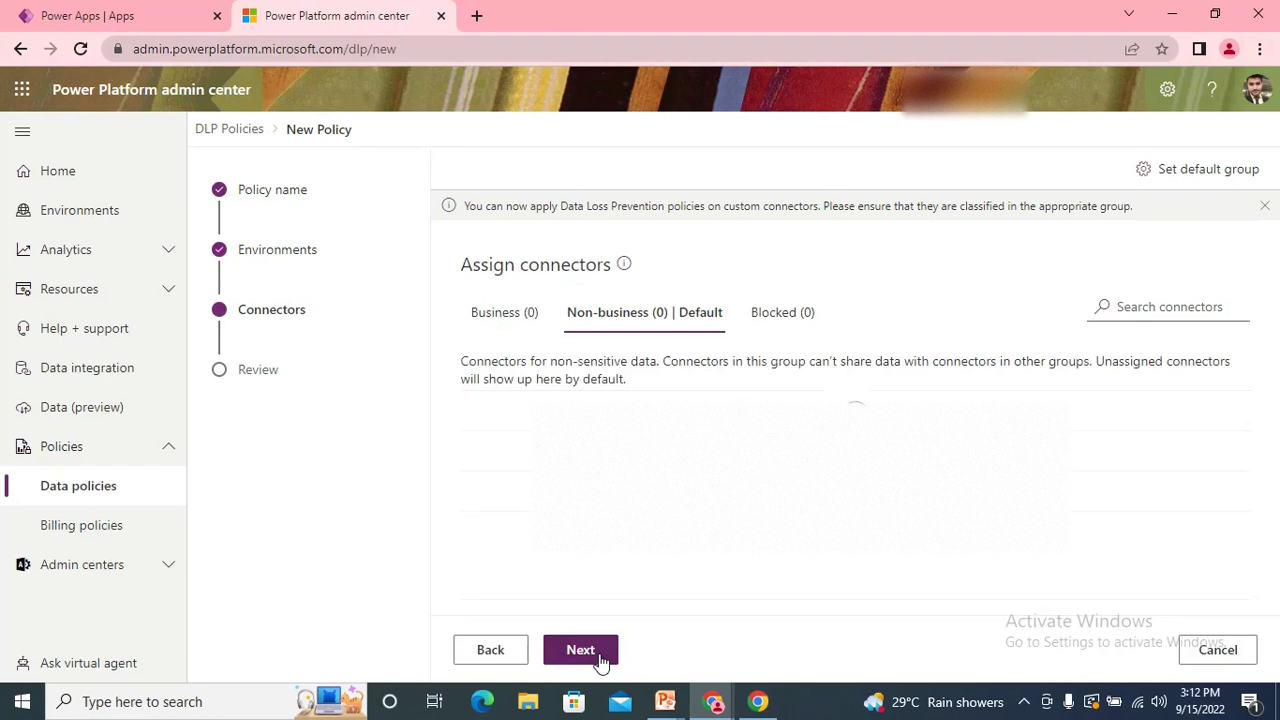 Power Apps | Apps
Power Platform admin center
admin.powerplatform.microsoft.com/dlp/new
Power Platform admin center
DLP Policies > New Policy
Home
Environments
Analytics
Resources
Help + support
Data integration
Data (preview)
Policies
Data policies
Billing policies
Admin centers
Ask virtual agent
Policy name
Environments
Connectors
Review
Set default group
You can now apply Data Loss Prevention policies on custom connectors. Please ensure that they are classified in the appropriate group.
Assign connectors
Business (0) Non-business (0) | Default Blocked (0)
Search connectors
Connectors for non-sensitive data. Connectors in this group can't share data with connectors in other groups. Unassigned connectors
will show up here by default.
Activate Windows
Go to Settings to activate Windows.
Back Next Cancel
Type here to search
29°C Rain showers
3:12 PM
9/15/2022
1